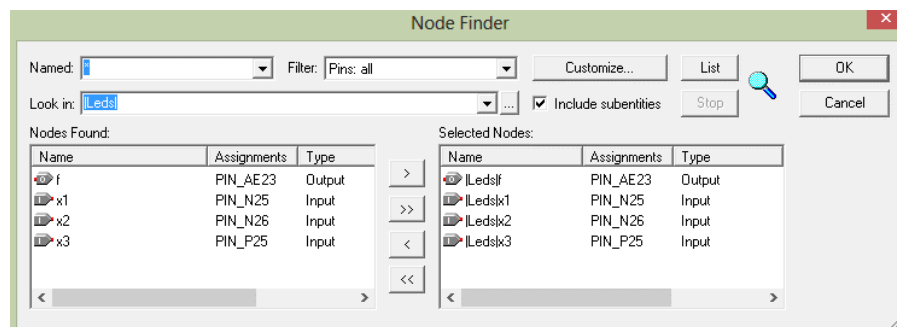 Node Finder
Named: * Filter: Pins: all Customize... List OK
Look in: |Leds| ... Include subentities Stop Cancel
Nodes Found: Selected Nodes:
Name Assignments Type > Name Assignments Type
f PIN_AE23 Output |Leds|f PIN_AE23 Output
x1 PIN_N25 Input >> |Leds|x1 PIN_N25 Input
x2 PIN_N26 Input |Leds|x2 PIN_N26 Input
x3 PIN_P25 Input < |Leds|x3 PIN_P25 Input
<<